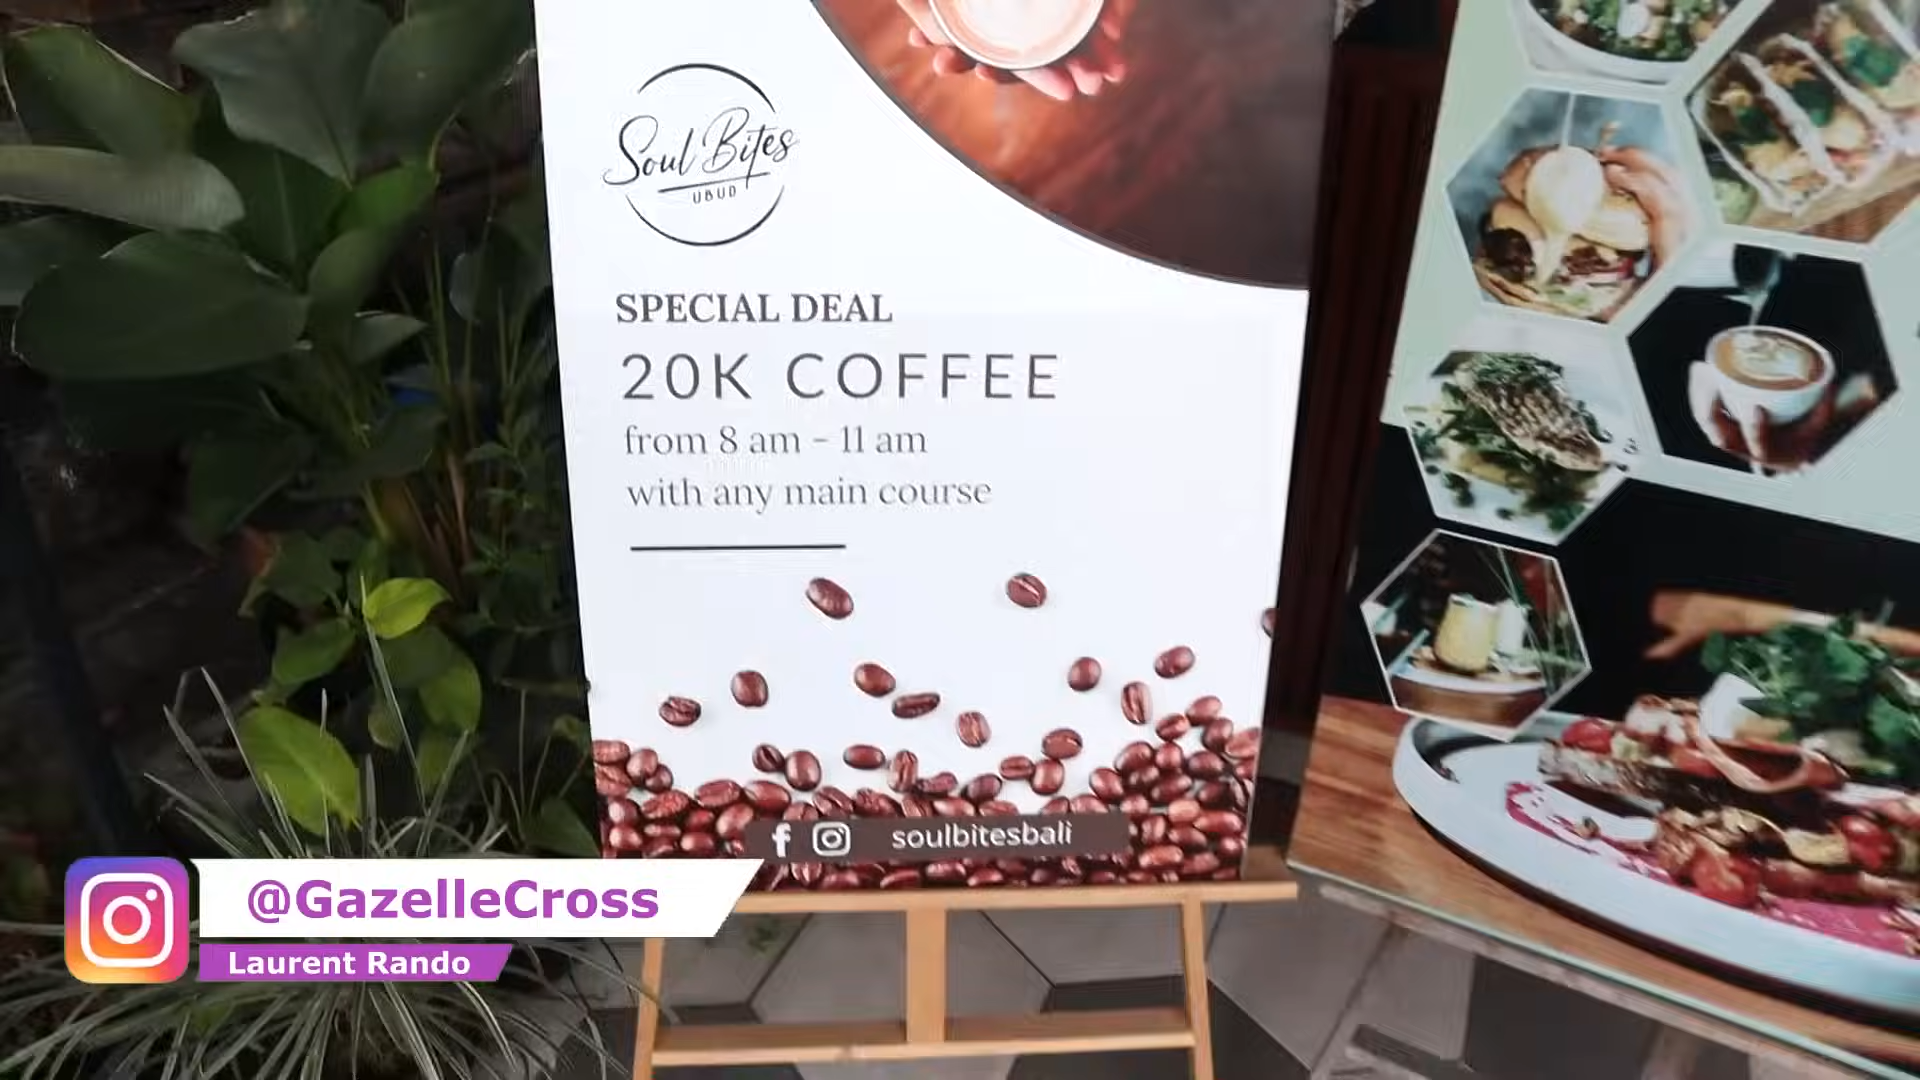 Soul Bites
UBUD
SPECIAL DEAL
20K COFFEE
from 8 am - 11 am
with any main course
soulbitesbali
@GazelleCross
Laurent Rando